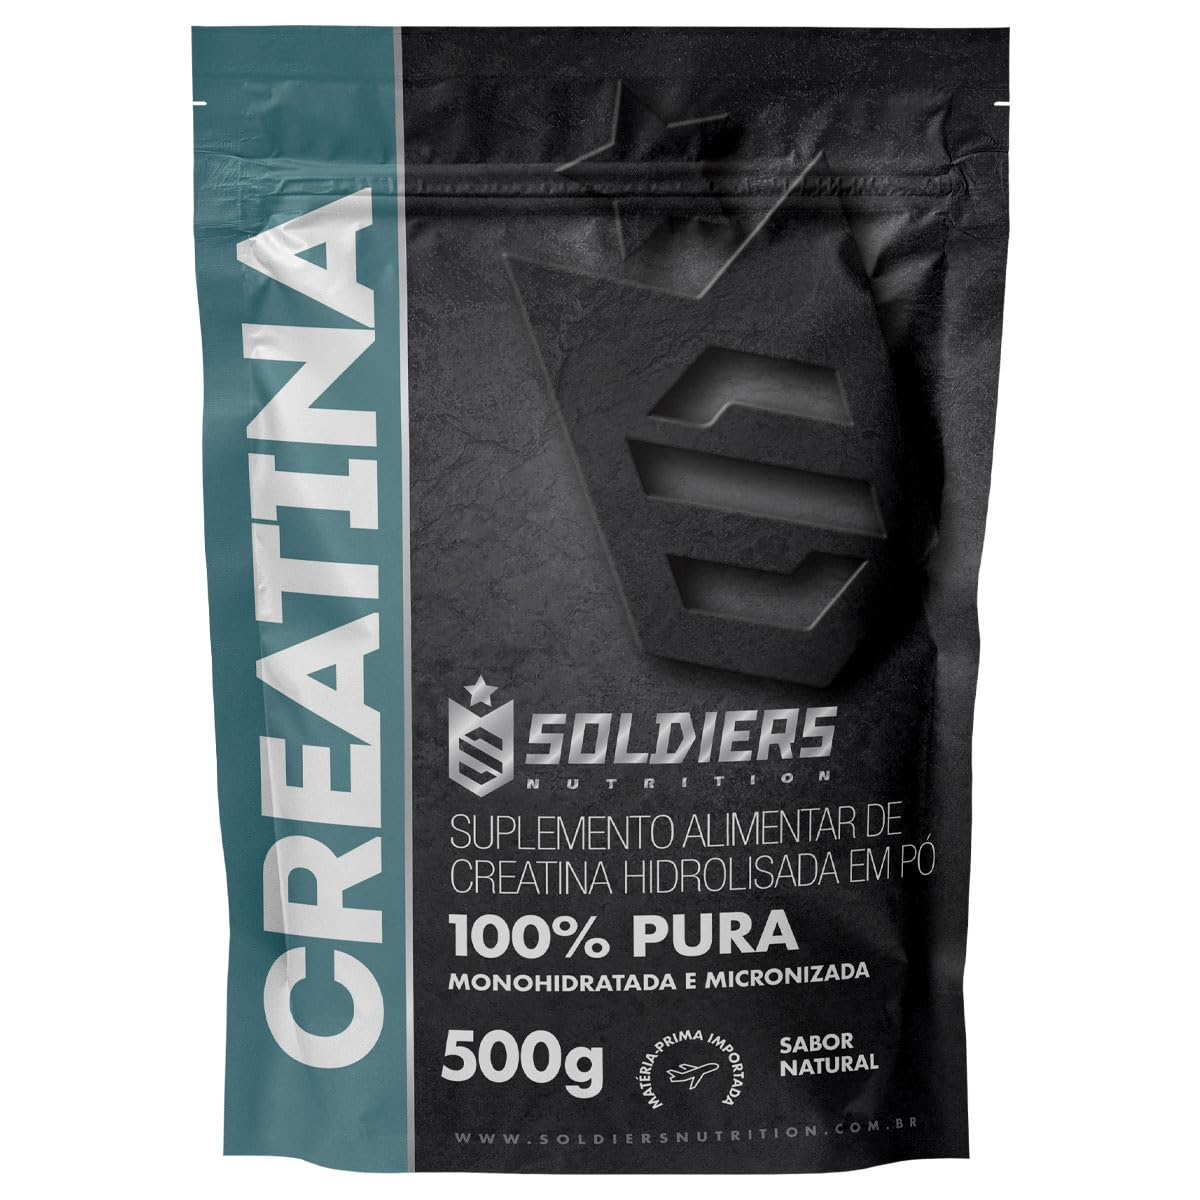 CREATINA
SOLDIERS
NUTRITION
SUPLEMENTO ALIMENTAR DE
CREATINA HIDROLISADA EM PÓ
100% PURA
MONOHIDRATADA E MICRONIZADA
500g
MATÉRIA-PRIMA IMPORTADA
SABOR
NATURAL
WWW.SOLDIERSNUTRITION.COM.BR